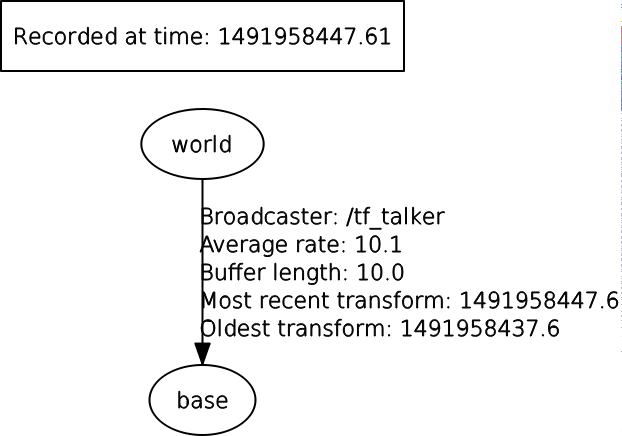 Recorded at time: 1491958447.61
world
Broadcaster: /tf_talker
Average rate: 10.1
Buffer length: 10.0
Most recent transform: 1491958447.6
Oldest transform: 1491958437.6
base